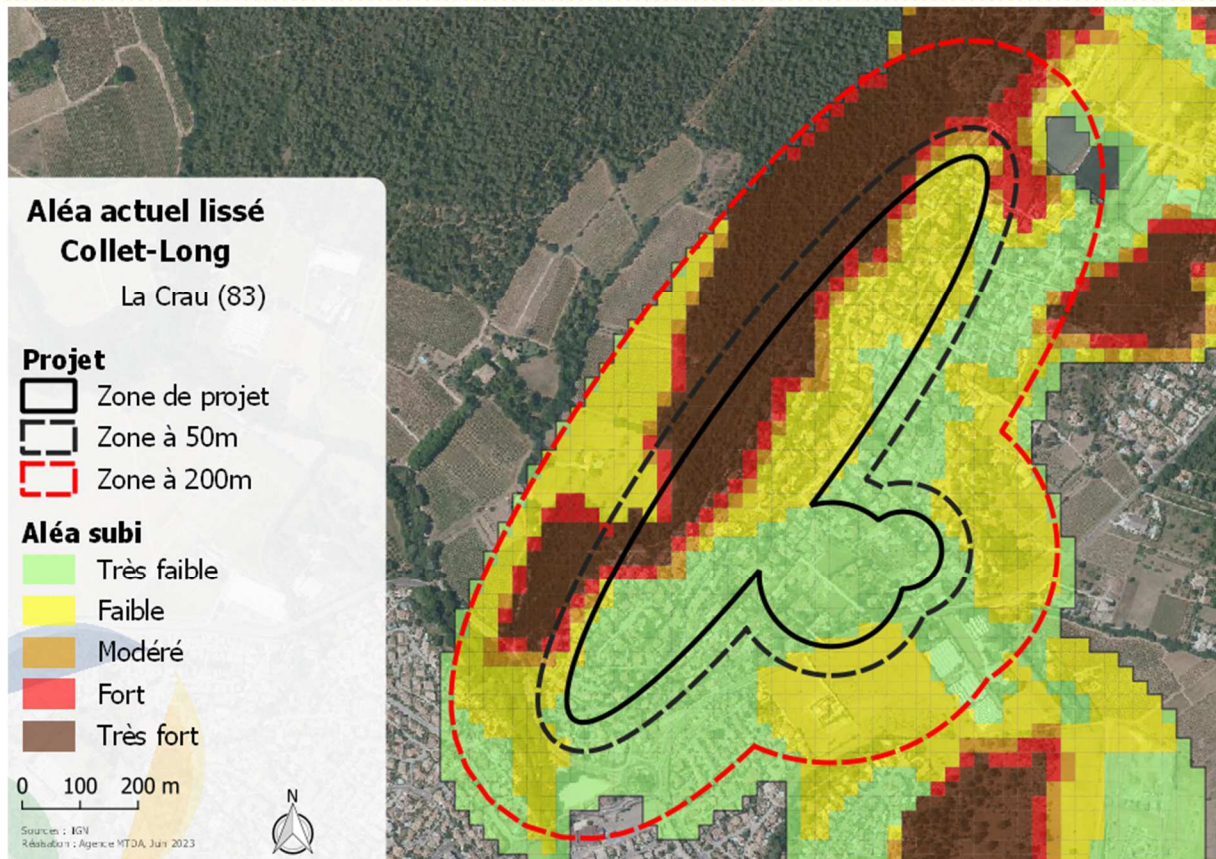 Aléa actuel lissé
Collet-Long
La Crau (83)
Projet
Zone de projet
Zone à 50m
Zone à 200m
Aléa subi
Très faible
Faible
Modéré
Fort
Très fort
0 100 200 m
N
Sources : IGN
Réalisation : Agence MTDA, Juin 2023